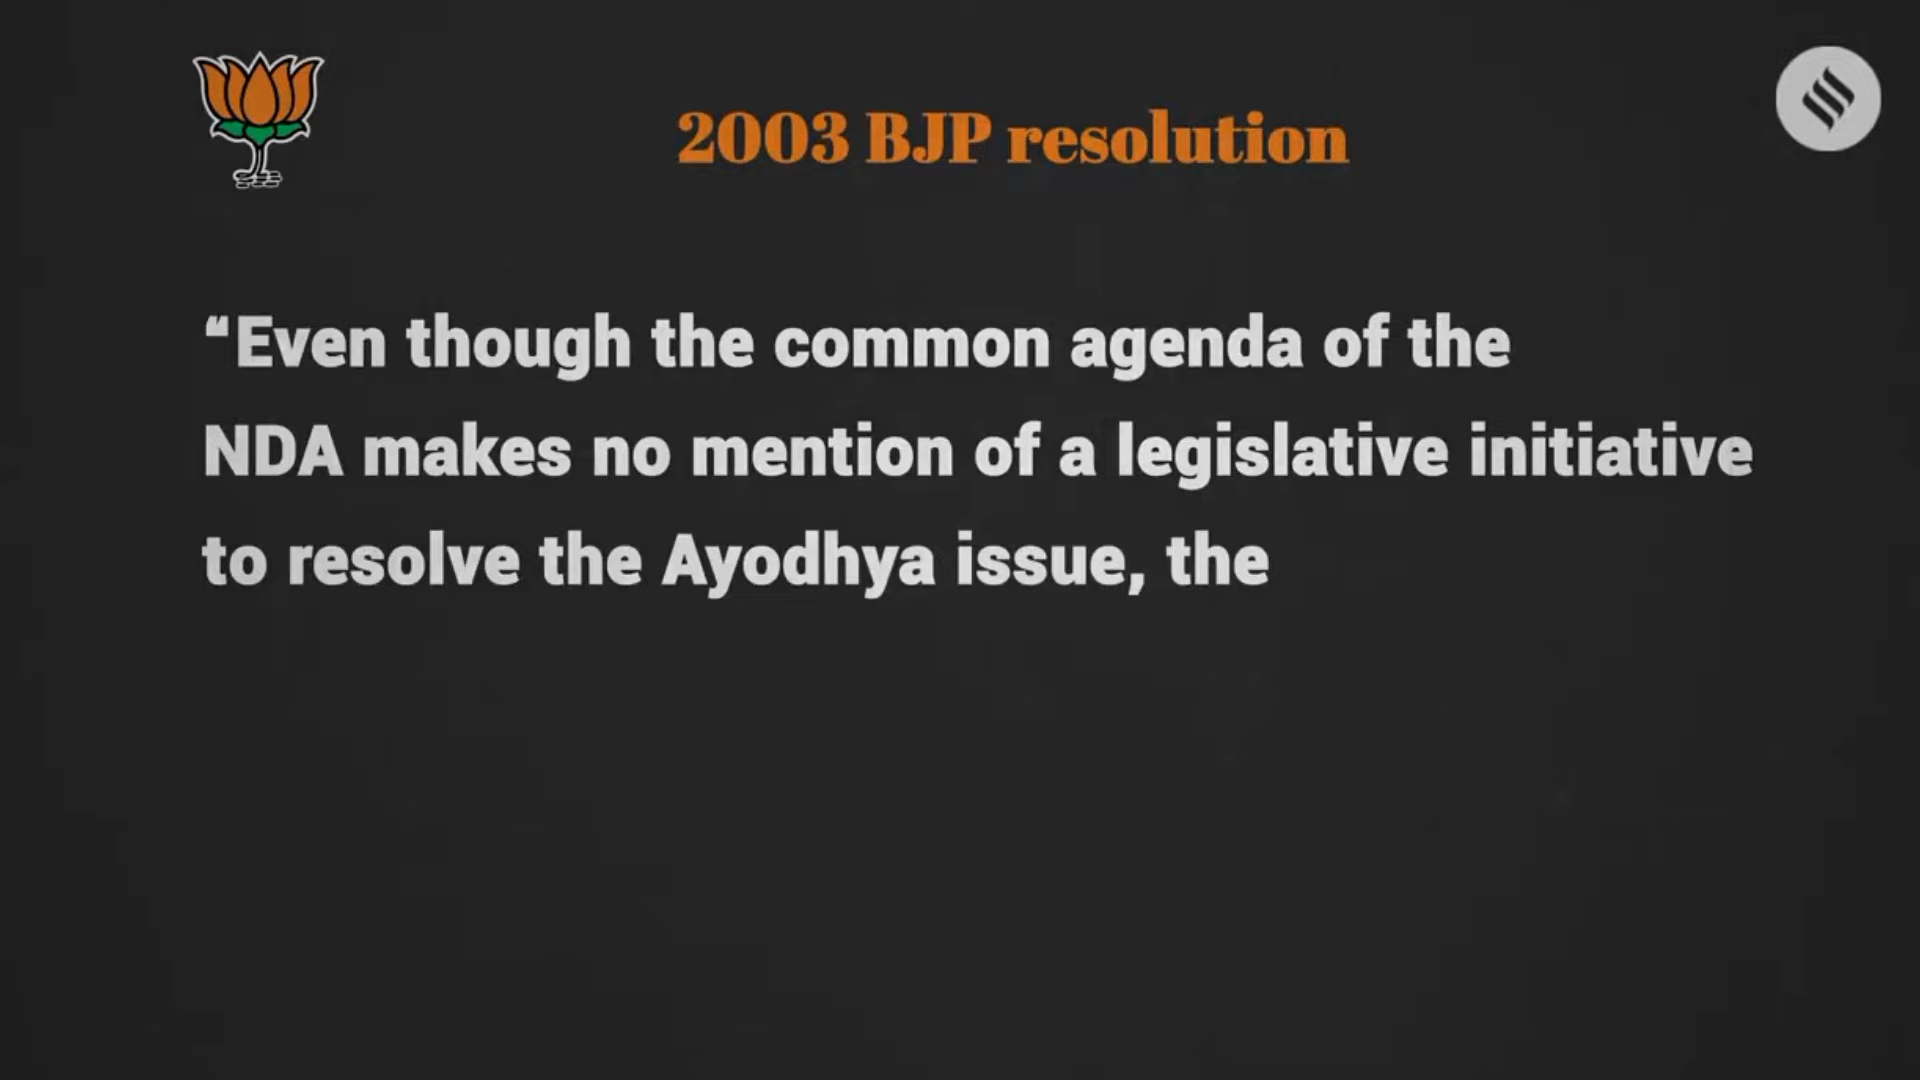 2003 BJP resolution
“Even though the common agenda of the
NDA makes no mention of a legislative initiative
to resolve the Ayodhya issue, the